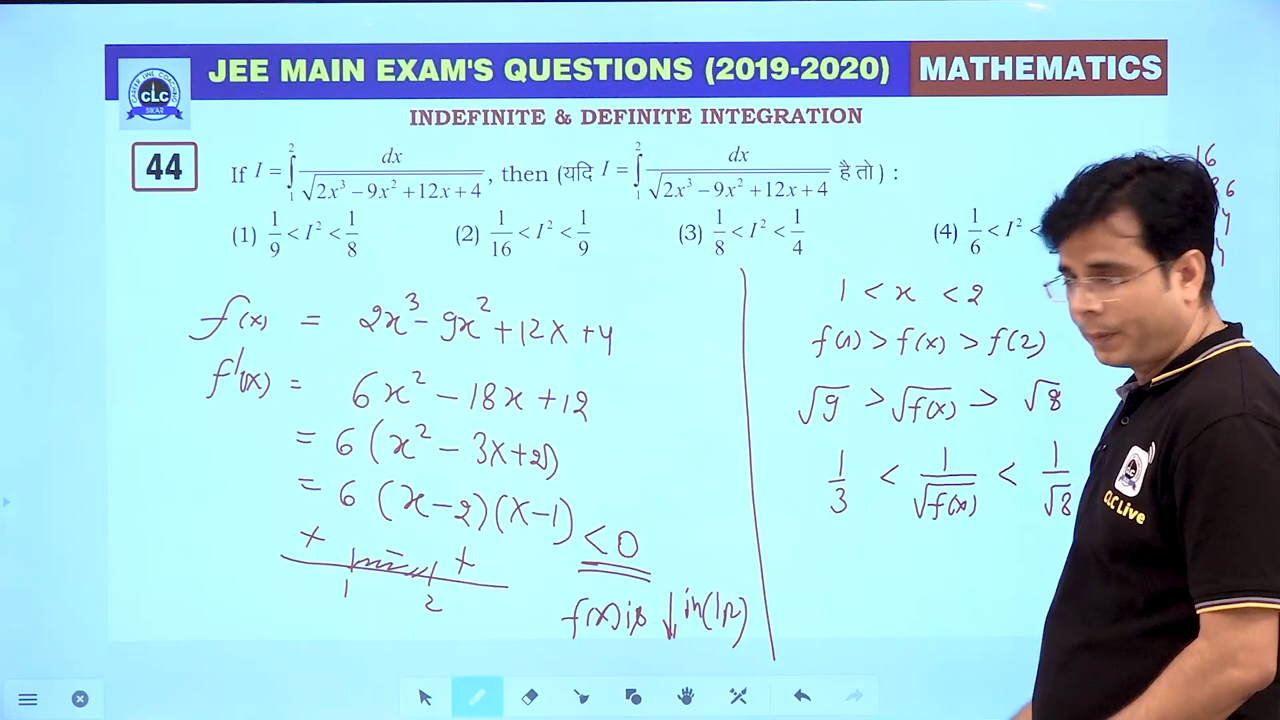 JEE MAIN EXAM'S QUESTIONS (2019-2020) MATHEMATICS
CAREER LINE COACHING
CLC
SIKAR
INDEFINITE & DEFINITE INTEGRATION
44
If I = ∫₁² dx/√(2x³ – 9x² + 12x + 4), then (यदि I = ∫₁² dx/√(2x³ – 9x² + 12x + 4) है तो) :
(1) 1/9 < I² < 1/8 (2) 1/16 < I² < 1/9 (3) 1/8 < I² < 1/4 (4) 1/6 < I² <
f(x) = 2x³ - 9x² + 12x + 4
f'(x) = 6x² - 18x + 12
= 6(x² - 3x + 2)
= 6(x-2)(x-1) < 0
+ - +
1 2
f(x) is ↓ in (1,2)
1 < x < 2
f(1) > f(x) > f(2)
√9 > √f(x) > √8
1/3 < 1/√f(x) < 1/√8
16
CLC
CLC Live